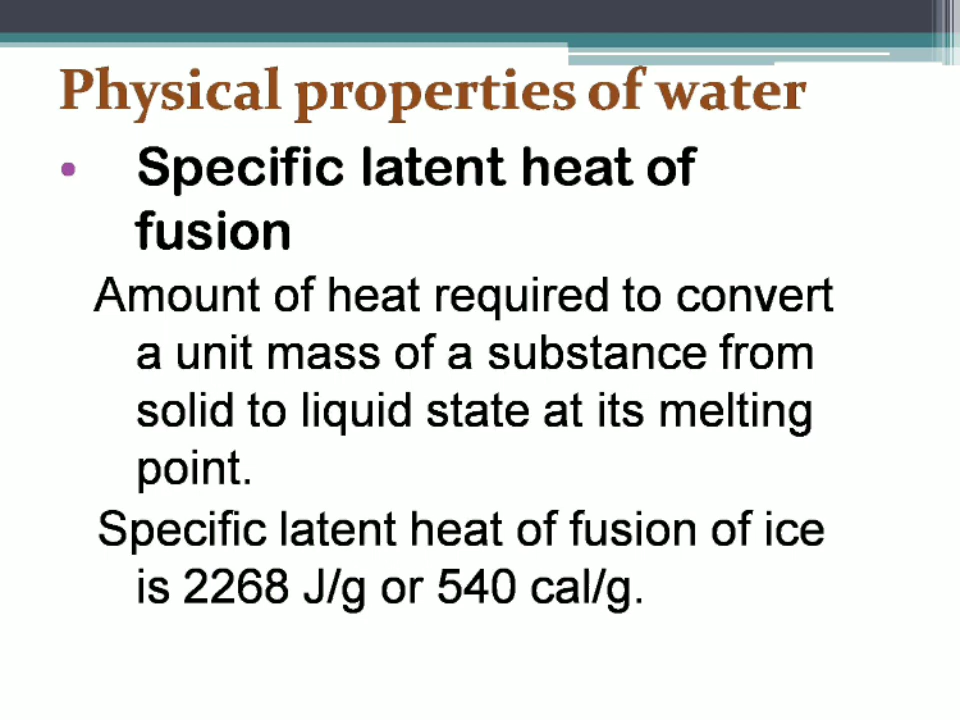 Physical properties of water
• Specific latent heat of
fusion
Amount of heat required to convert
a unit mass of a substance from
solid to liquid state at its melting
point.
Specific latent heat of fusion of ice
is 2268 J/g or 540 cal/g.